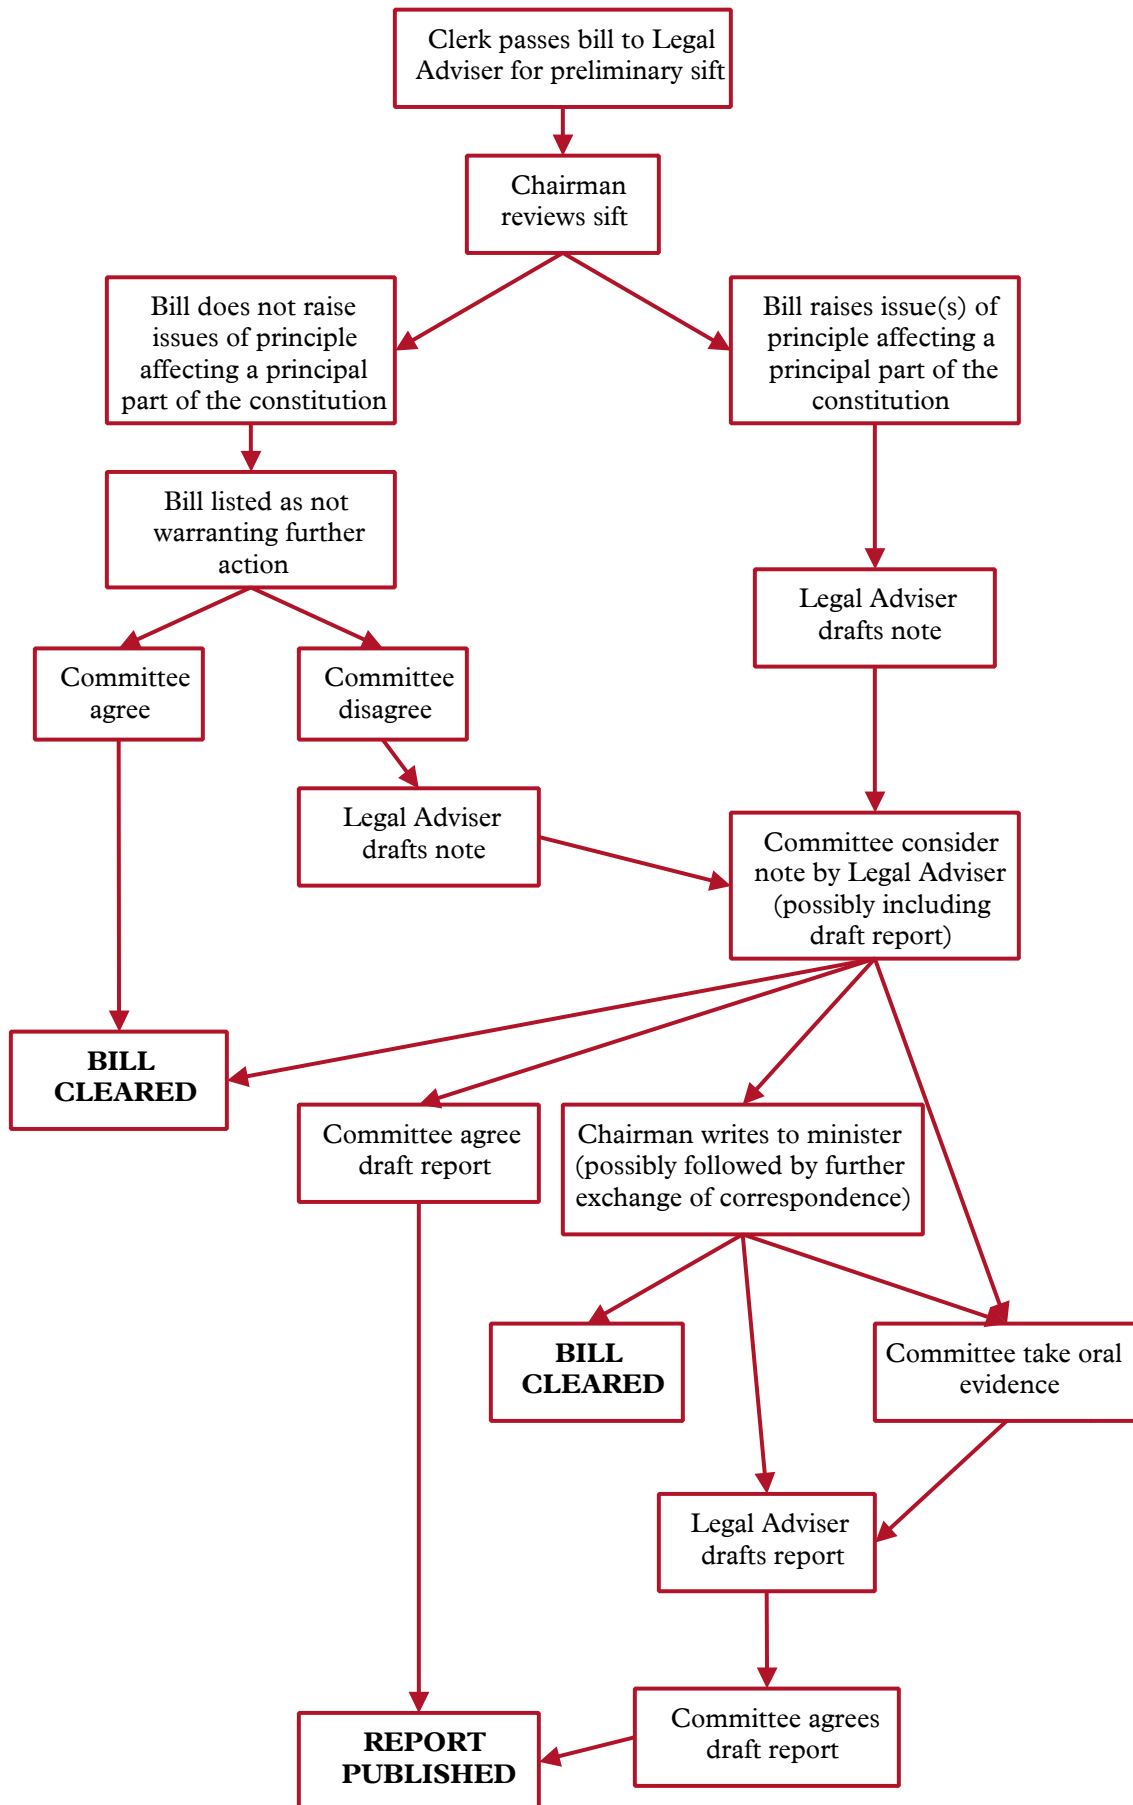 Clerk passes bill to Legal
Adviser for preliminary sift
Chairman
reviews sift
Bill does not raise
issues of principle
affecting a principal
part of the constitution
Bill raises issue(s) of
principle affecting a
principal part of the
constitution
Bill listed as not
warranting further
action
Legal Adviser
drafts note
Committee
agree
Committee
disagree
Legal Adviser
drafts note
Committee consider
note by Legal Adviser
(possibly including
draft report)
BILL
CLEARED
Committee agree
draft report
Chairman writes to minister
(possibly followed by further
exchange of correspondence)
BILL
CLEARED
Committee take oral
evidence
Legal Adviser
drafts report
Committee agrees
draft report
REPORT
PUBLISHED